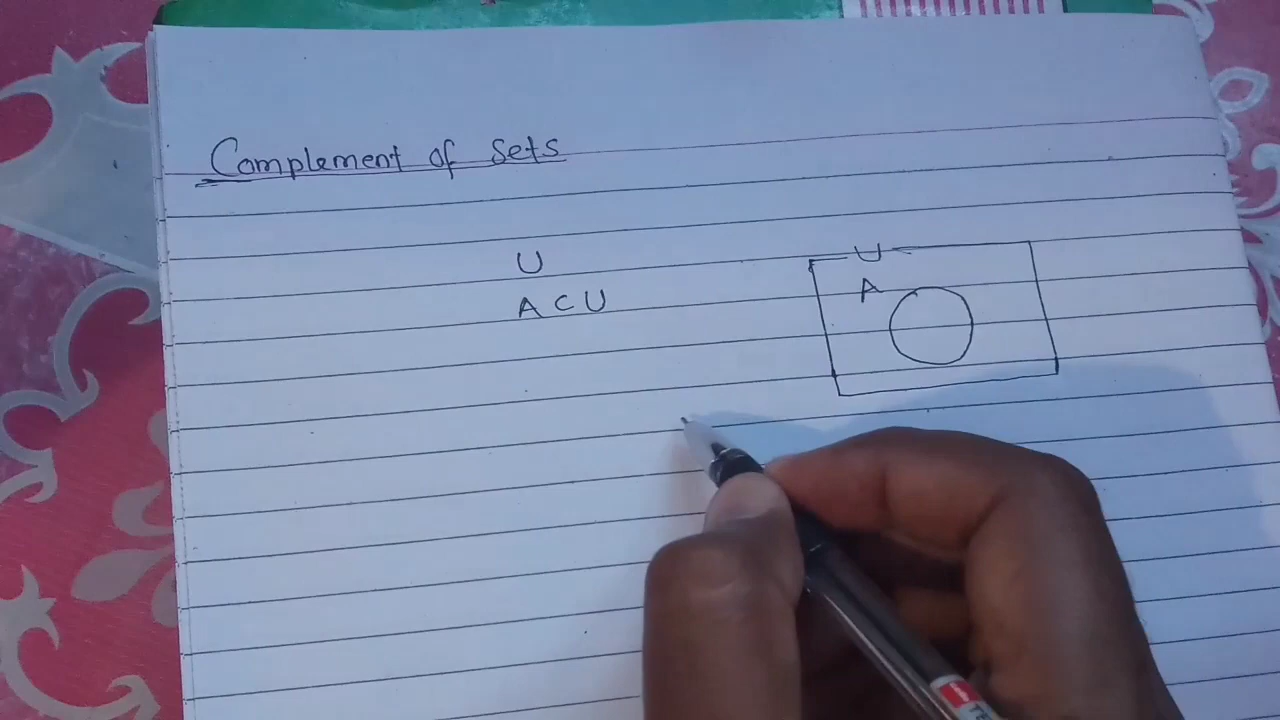 Complement of Sets
U
A ⊂ U
U
A